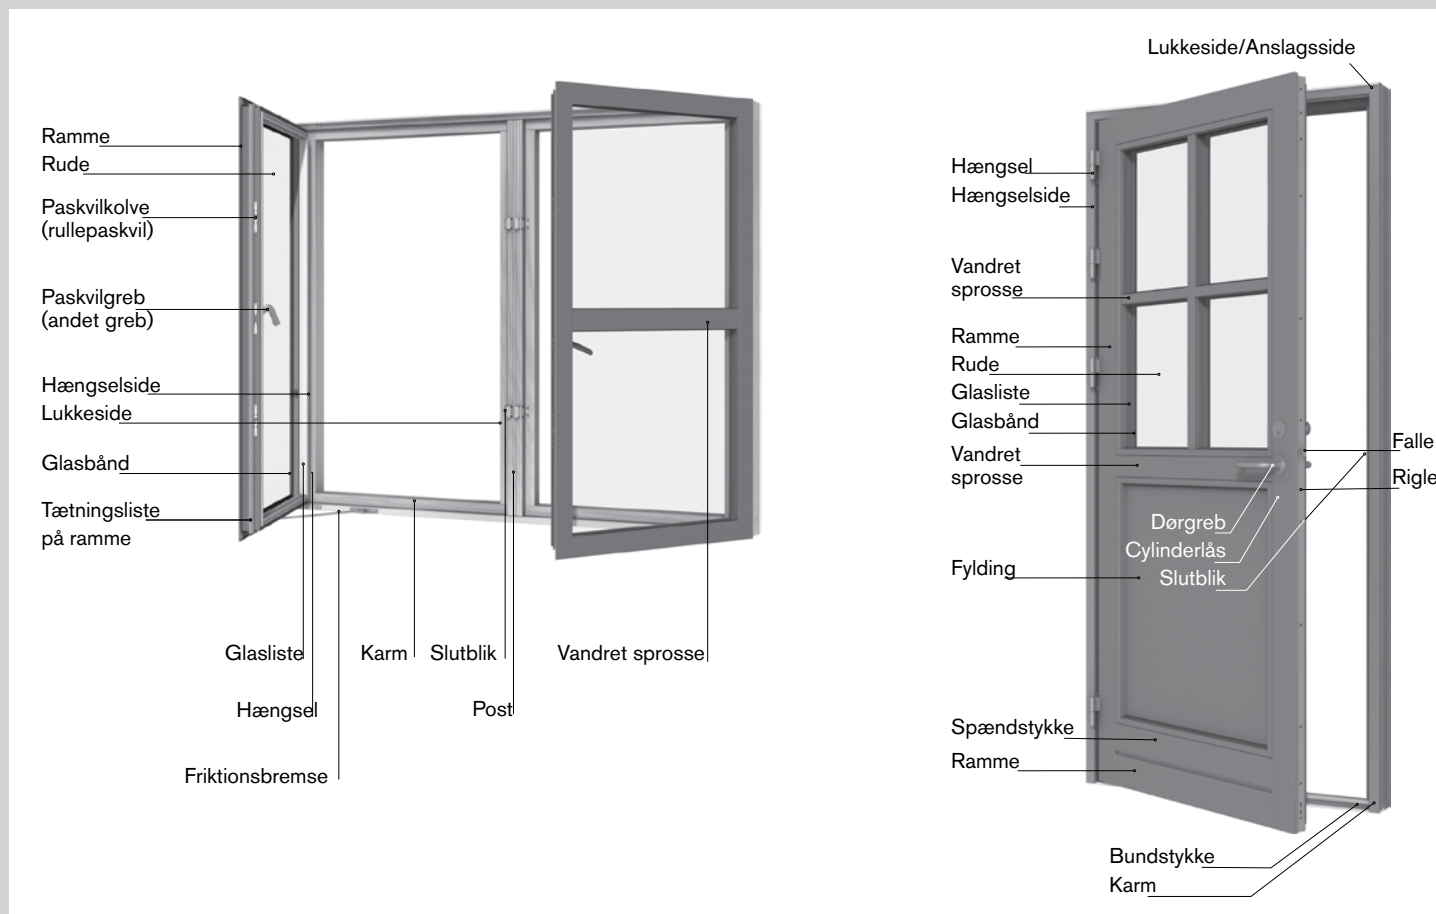 Ramme
Rude
Paskvilkolve
(rullepaskvil)
Paskvilgreb
(andet greb)
Hængselside
Lukkeside
Glasbånd
Tætningsliste
på ramme
Glasliste
Karm
Slutblik
Vandret sprosse
Hængsel
Post
Friktionsbremse
Lukkeside/Anslagsside
Hængsel
Hængselside
Vandret
sprosse
Ramme
Rude
Glasliste
Glasbånd
Vandret
sprosse
Falle
Rigle
Dørgreb
Cylinderlås
Slutblik
Fylding
Spændstykke
Ramme
Bundstykke
Karm